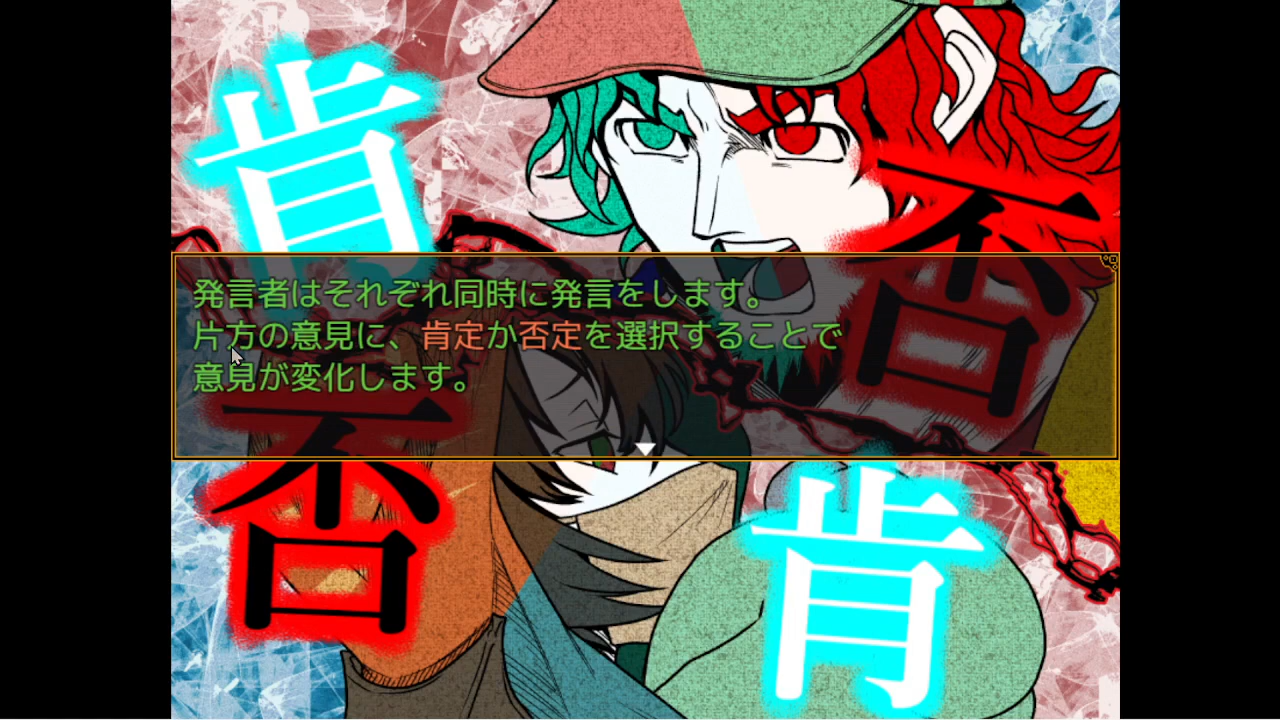 肯
否
発言者はそれぞれ同時に発言をします。
片方の意見に、肯定か否定を選択することで
意見が変化します。
否
肯